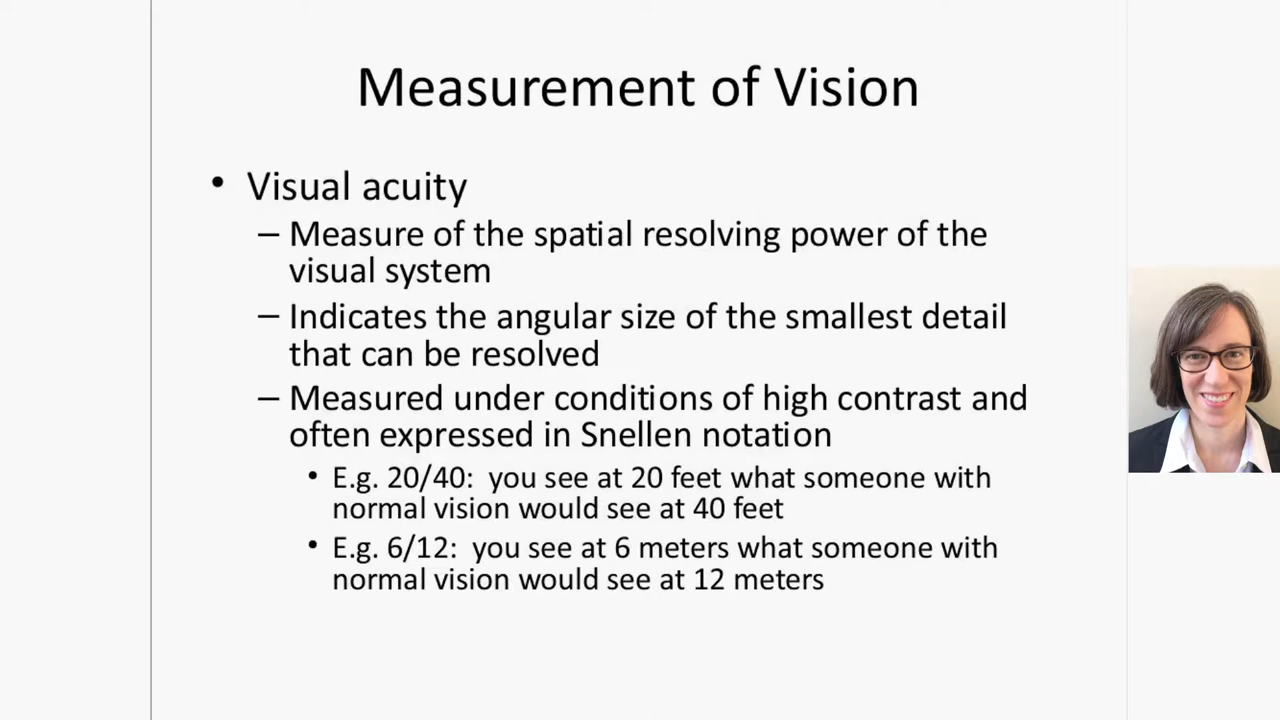 Measurement of Vision
• Visual acuity
– Measure of the spatial resolving power of the
visual system
– Indicates the angular size of the smallest detail
that can be resolved
– Measured under conditions of high contrast and
often expressed in Snellen notation
• E.g. 20/40:  you see at 20 feet what someone with
normal vision would see at 40 feet
• E.g. 6/12:  you see at 6 meters what someone with
normal vision would see at 12 meters